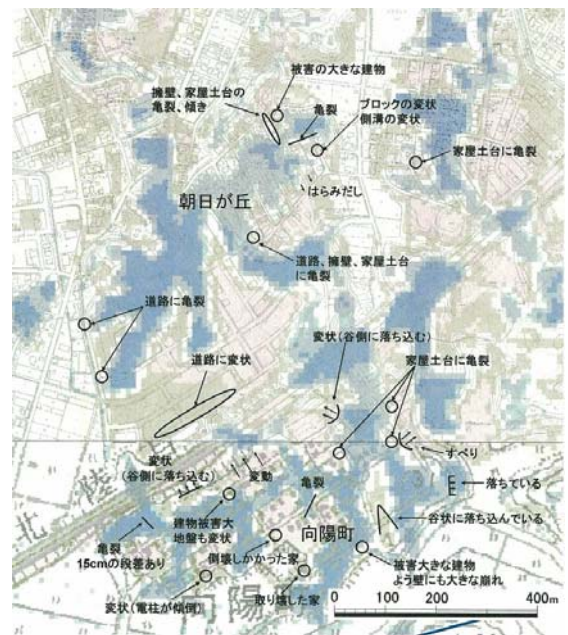 被害の大きな建物
擁壁、家屋土台の
亀裂、傾き
亀裂
ブロックの変状
側溝の変状
家屋土台に亀裂
はらみだし
朝日が丘
道路、擁壁、家屋土台
に亀裂
道路に亀裂
変状(谷側に落ち込む)
道路に変状
家屋土台に亀裂
すべり
変状
(谷側に落ち込む)
変動
亀裂
落ちている
北陸
建物被害大
地盤も変状
向陽町
谷状に落ち込んでいる
亀裂
15cmの段差あり
倒壊しかかった家
被害大きな建物
よう壁にも大きな崩れ
変状(電柱が傾倒)
向陽
取り壊した家
0 100 200 400m